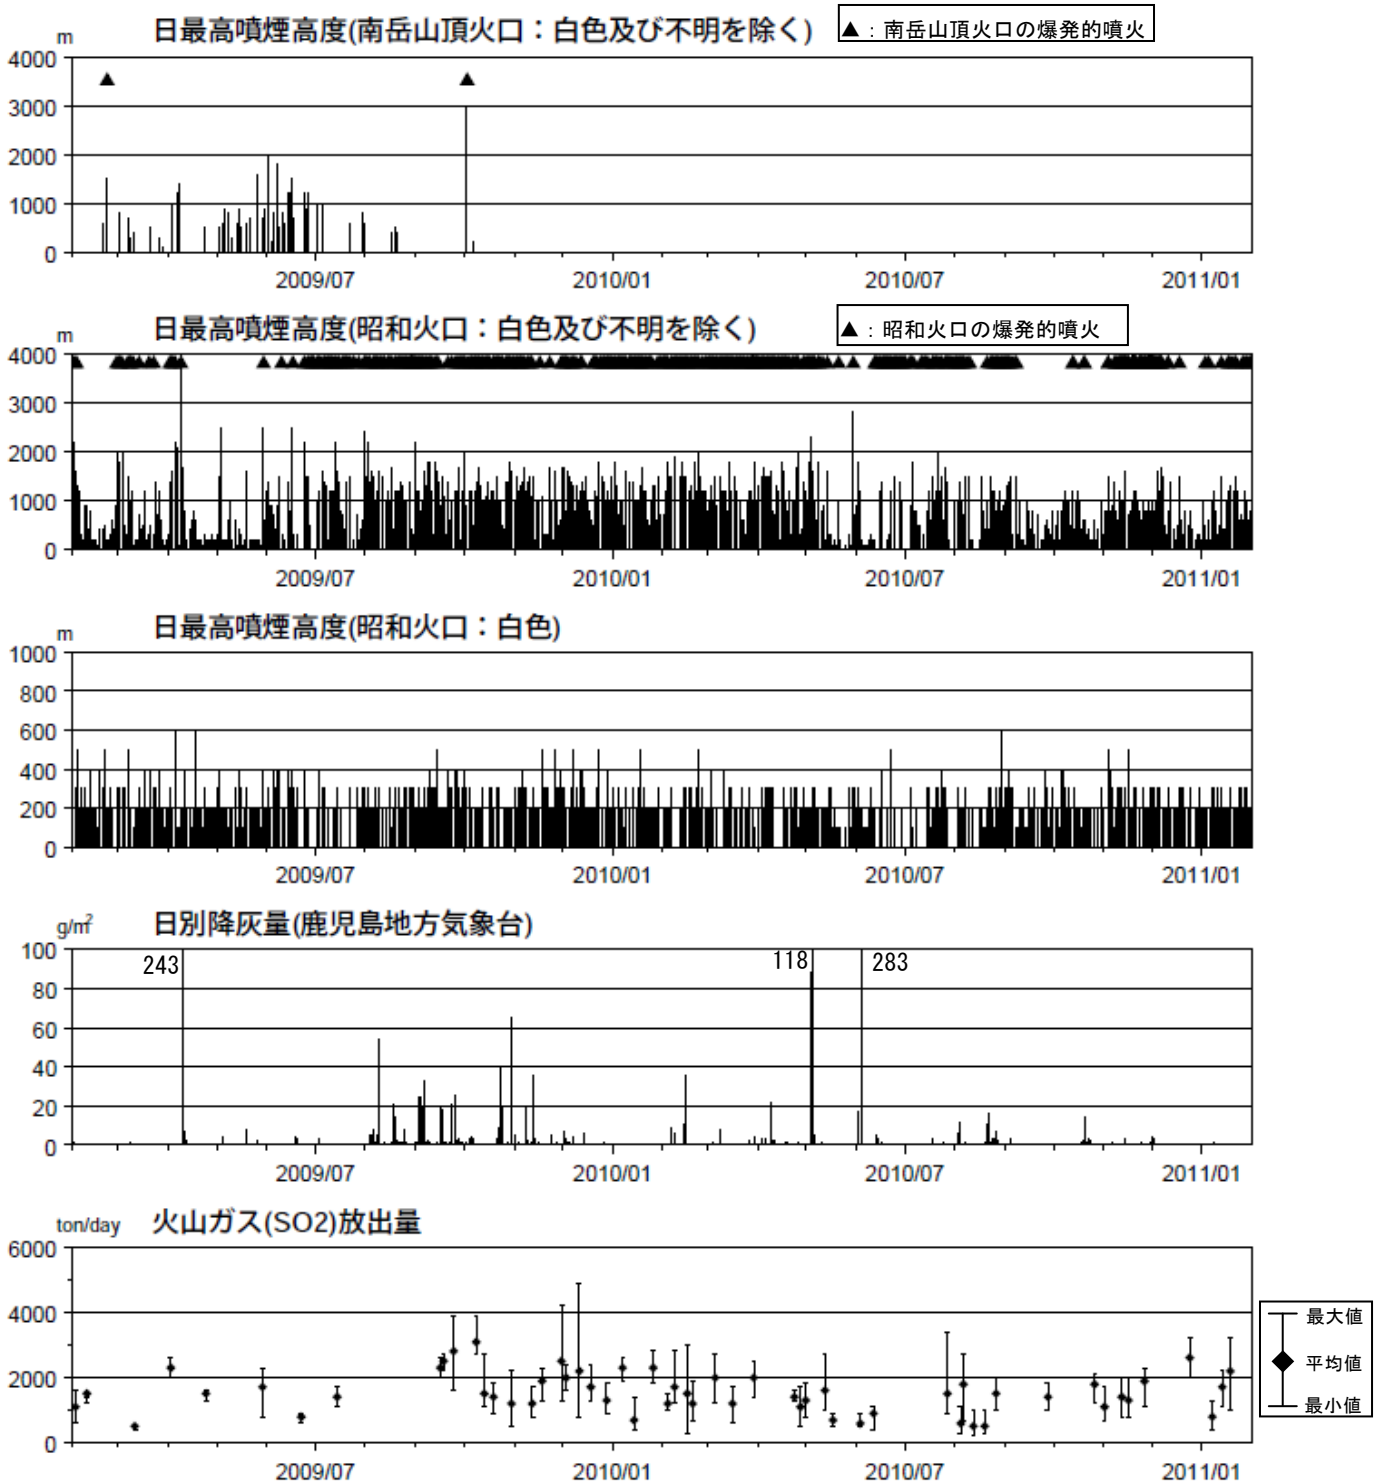 日最高噴煙高度(南岳山頂火口：白色及び不明を除く)
▲：南岳山頂火口の爆発的噴火
m
4000
3000
2000
1000
0
2009/07 2010/01 2010/07 2011/01
日最高噴煙高度(昭和火口：白色及び不明を除く)
▲：昭和火口の爆発的噴火
m
4000
3000
2000
1000
0
2009/07 2010/01 2010/07 2011/01
日最高噴煙高度(昭和火口：白色)
m
1000
800
600
400
200
0
2009/07 2010/01 2010/07 2011/01
日別降灰量(鹿児島地方気象台)
g/㎡
100
243 118 283
80
60
40
20
0
2009/07 2010/01 2010/07 2011/01
ton/day 火山ガス(SO2)放出量
6000
4000
2000
0
2009/07 2010/01 2010/07 2011/01
最大値
平均値
最小値